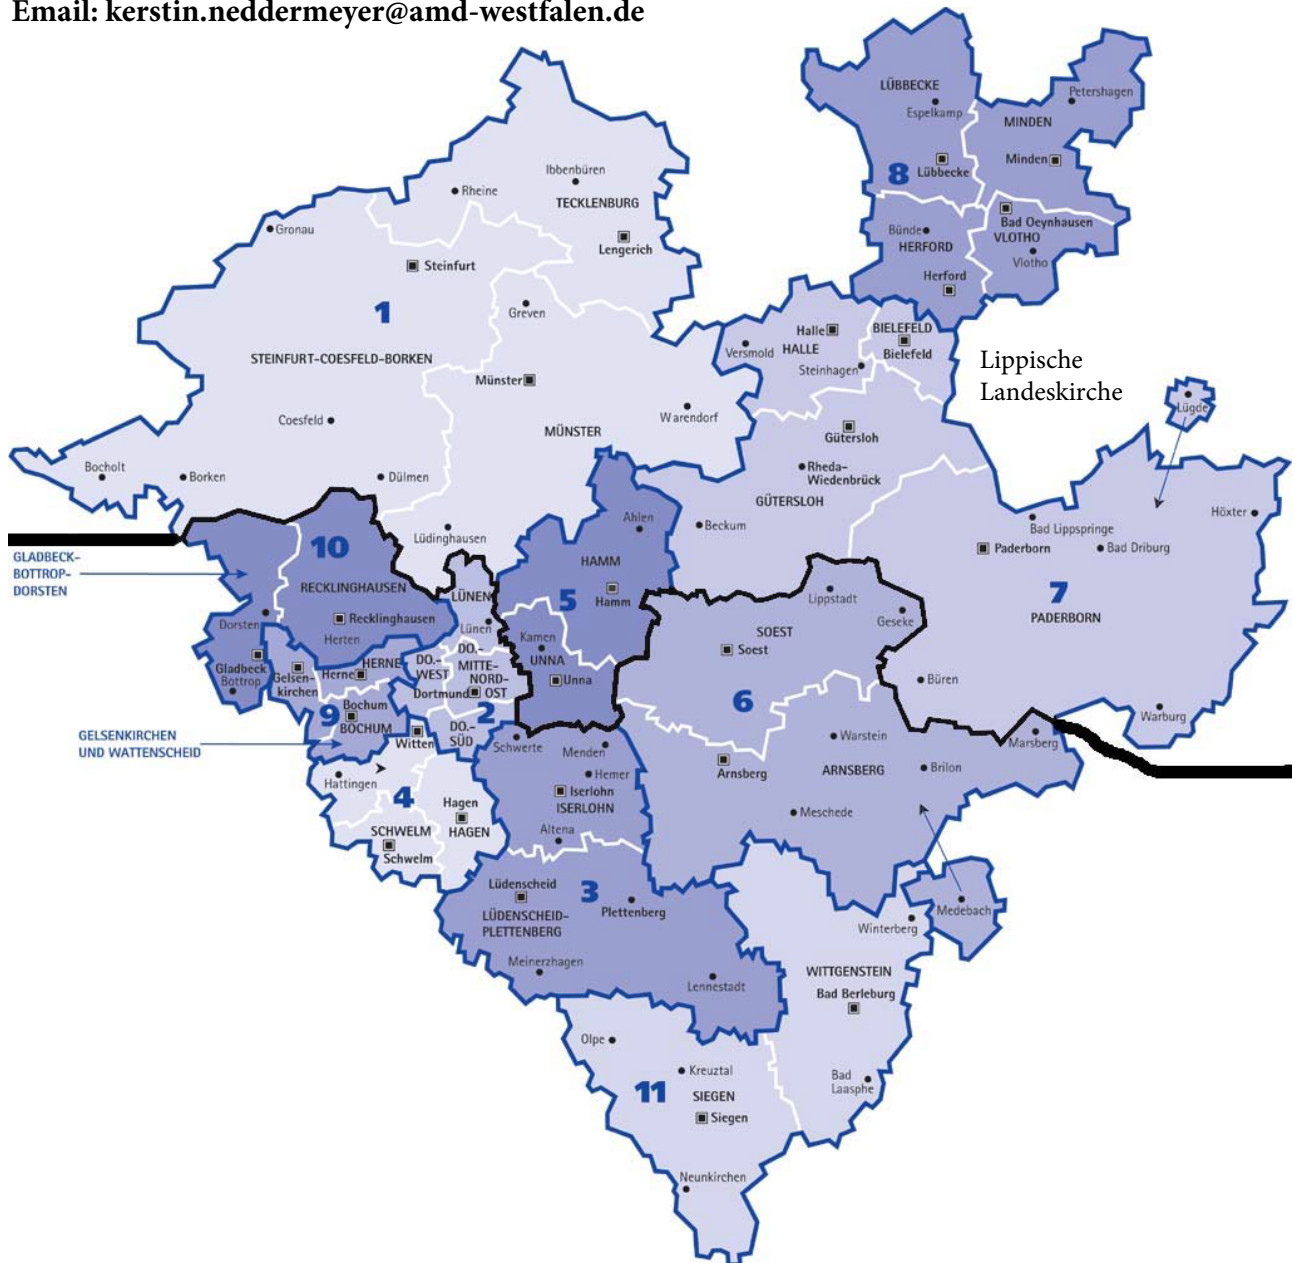 Email: kerstin.neddermeyer@amd-westfalen.de
LÜBBECKE
Espelkamp
Petershagen
MINDEN
Minden
8
Lübbecke
Bad Oeynhausen
VLOTHO
Vlotho
Bünde
HERFORD
Herford
Ibbenbüren
Rheine
TECKLENBURG
Gronau
Lengerich
Steinfurt
1
Greven
STEINFURT-COESFELD-BORKEN
Münster
Coesfeld
Warendorf
MÜNSTER
Bocholt
Borken
Dülmen
Lüdinghausen
Halle
HALLE
Versmold
Steinhagen
BIELEFELD
Bielefeld
Lippische
Landeskirche
Lügde
Gütersloh
Rheda-
Wiedenbrück
GÜTERSLOH
Beckum
Bad Lippspringe
Höxter
Paderborn
Bad Driburg
7
PADERBORN
Büren
Warburg
GLADBECK-
BOTTROP-
DORSTEN
10
RECKLINGHAUSEN
Recklinghausen
Herten
Dorsten
Gladbeck
Bottrop
Ahlen
HAMM
5
Hamm
Kamen
UNNA
Unna
LÜNEN
Lünen
DO.-
WEST
DO.-
MITTE-
NORD-
OST
Dortmund
2
DO.-
SÜD
HERNE
Herne
Gelsen-
kirchen
9
Bochum
BOCHUM
Witten
GELSENKIRCHEN
UND WATTENSCHEID
Lippstadt
Geseke
SOEST
Soest
6
Warstein
Marsberg
Arnsberg
ARNSBERG
Brilon
Meschede
Medebach
Schwerte
Menden
Hemer
Iserlohn
ISERLOHN
Altena
Hattingen
4
Hagen
HAGEN
SCHWELM
Schwelm
Lüdenscheid
3
Plettenberg
LÜDENSCHEID-
PLETTENBERG
Meinerzhagen
Lennestadt
Winterberg
WITTGENSTEIN
Bad Berleburg
Bad
Laasphe
Olpe
Kreuztal
11
SIEGEN
Siegen
Neunkirchen